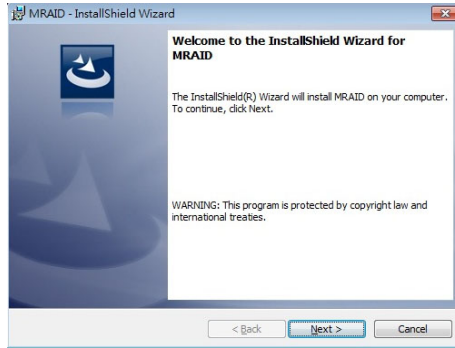 MRAID - InstallShield Wizard
Welcome to the InstallShield Wizard for
MRAID
The InstallShield(R) Wizard will install MRAID on your computer.
To continue, click Next.
WARNING: This program is protected by copyright law and
international treaties.
< Back
Next >
Cancel